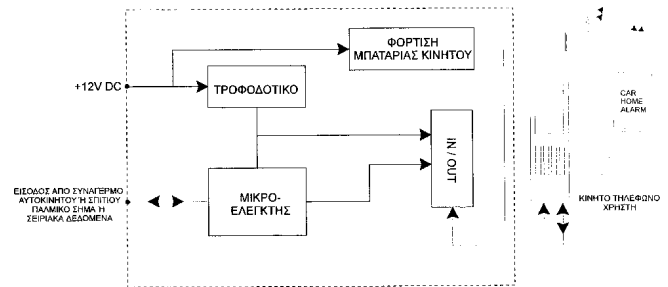 ΦΟΡΤΙΣΗ
ΜΠΑΤΑΡΙΑΣ ΚΙΝΗΤΟΥ
+12V DC
ΤΡΟΦΟΔΟΤΙΚΟ
CAR
HOME
ALARM
iN / OUT
ΕΙΣΟΔΟΣ ΑΠΟ ΣΥΝΑΓΕΡΜΟ
ΑΥΤΟΚΙΝΗΤΟΥ Ή ΣΠΙΤΙΟΥ
ΠΑΛΜΙΚΟ ΣΗΜΑ Ή
ΣΕΙΡΙΑΚΑ ΔΕΔΟΜΕΝΑ
ΜΙΚΡΟ-
ΕΛΕΓΚΤΗΣ
ΚΙΝΗΤΟ ΤΗΛΕΦΩΝΟ
ΧΡΗΣΤΗ